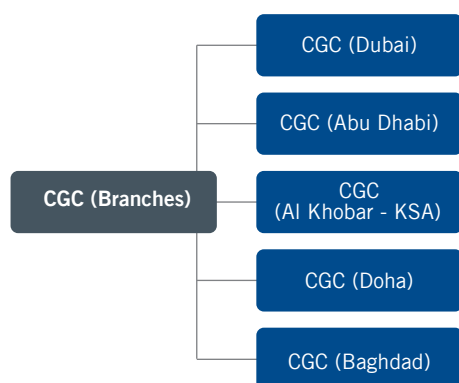 CGC (Dubai)
CGC (Abu Dhabi)
CGC (Branches)
CGC
(Al Khobar - KSA)
CGC (Doha)
CGC (Baghdad)